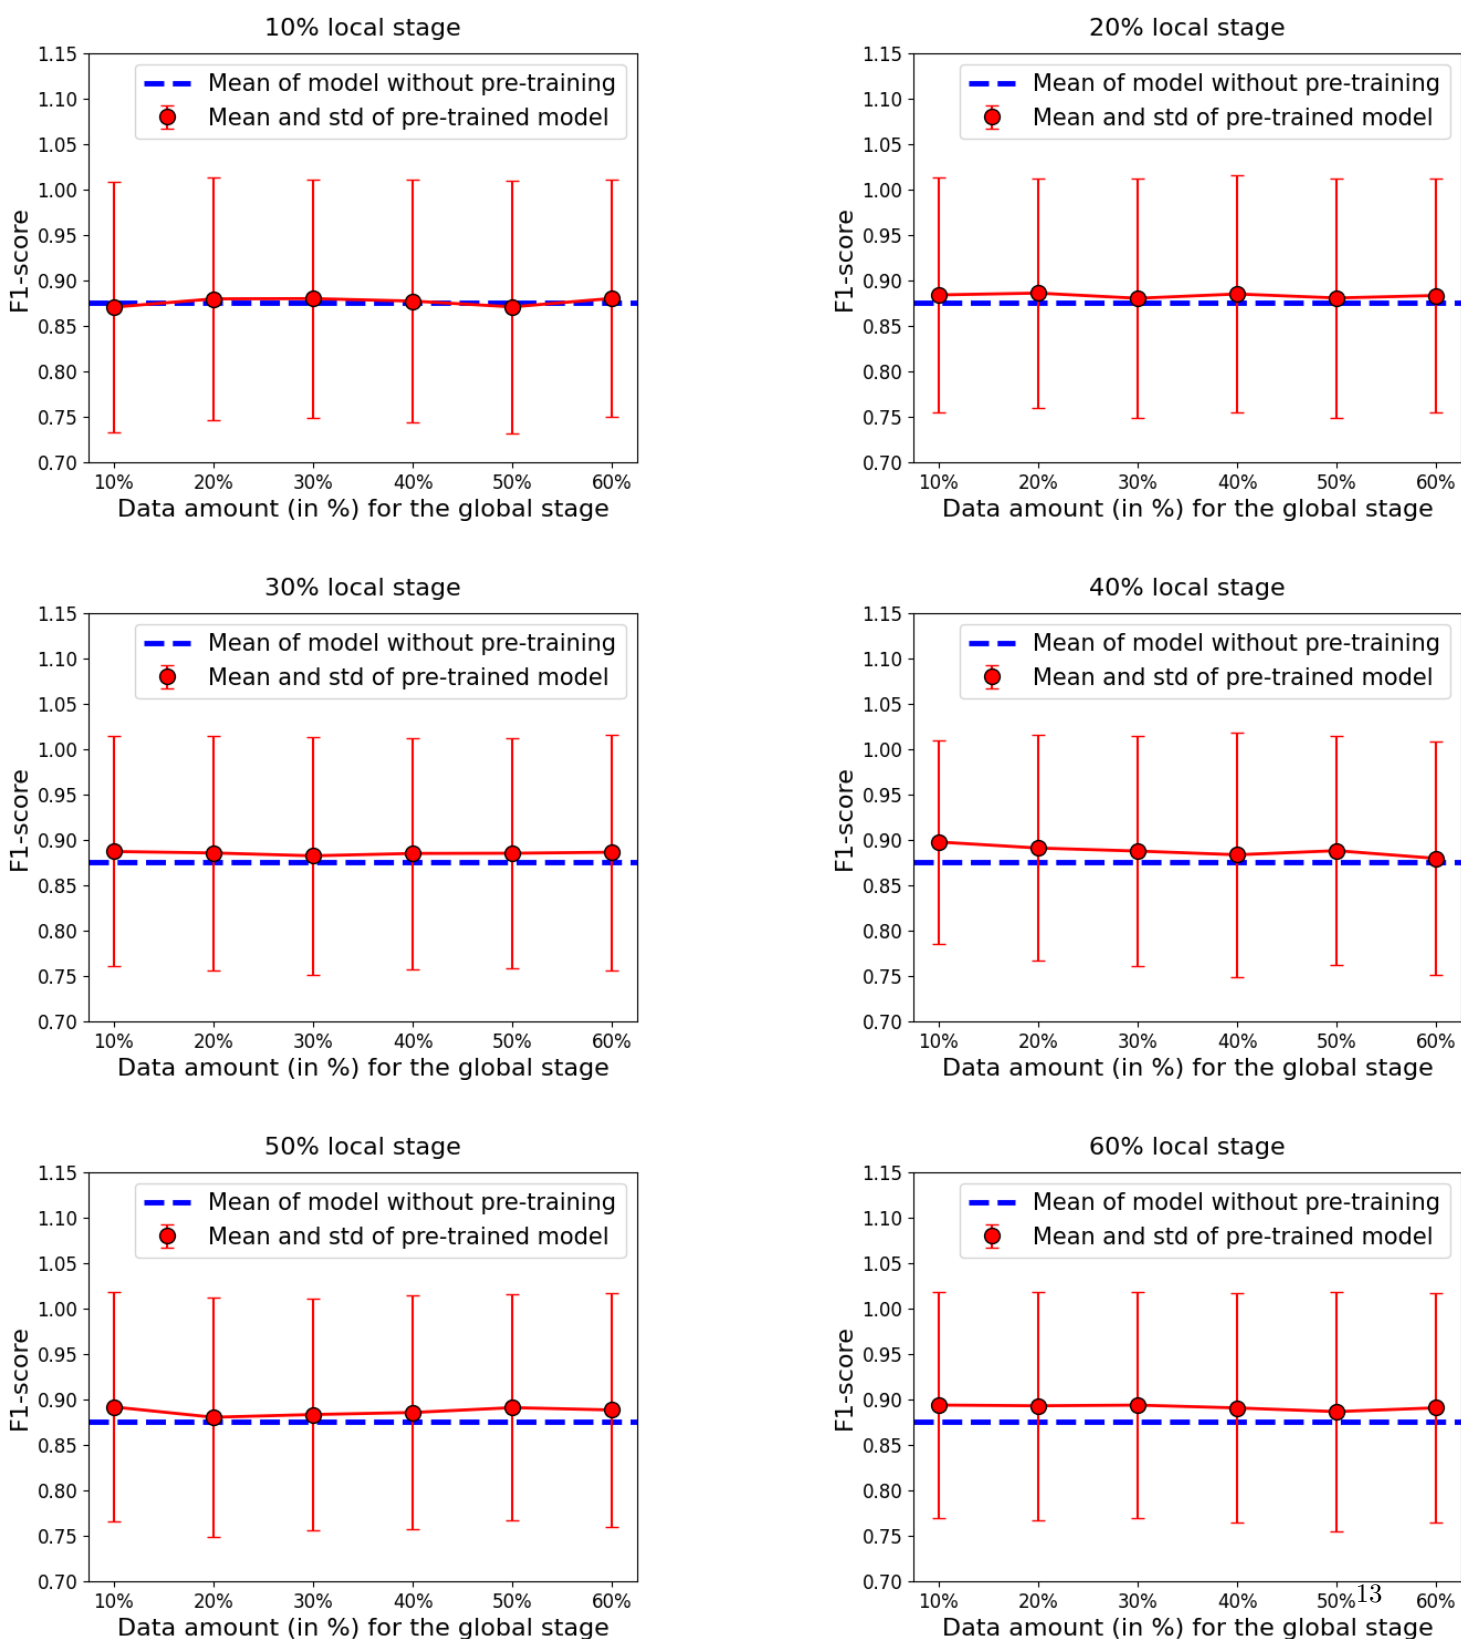 10% local stage
1.15
1.10
1.05
1.00
0.95
0.90
0.85
0.80
0.75
0.70
F1-score
Mean of model without pre-training
Mean and std of pre-trained model
10% 20% 30% 40% 50% 60%
Data amount (in %) for the global stage
20% local stage
1.15
1.10
1.05
1.00
0.95
0.90
0.85
0.80
0.75
0.70
F1-score
Mean of model without pre-training
Mean and std of pre-trained model
10% 20% 30% 40% 50% 60%
Data amount (in %) for the global stage
30% local stage
1.15
1.10
1.05
1.00
0.95
0.90
0.85
0.80
0.75
0.70
F1-score
Mean of model without pre-training
Mean and std of pre-trained model
10% 20% 30% 40% 50% 60%
Data amount (in %) for the global stage
40% local stage
1.15
1.10
1.05
1.00
0.95
0.90
0.85
0.80
0.75
0.70
F1-score
Mean of model without pre-training
Mean and std of pre-trained model
10% 20% 30% 40% 50% 60%
Data amount (in %) for the global stage
50% local stage
1.15
1.10
1.05
1.00
0.95
0.90
0.85
0.80
0.75
0.70
F1-score
Mean of model without pre-training
Mean and std of pre-trained model
10% 20% 30% 40% 50% 60%
Data amount (in %) for the global stage
60% local stage
1.15
1.10
1.05
1.00
0.95
0.90
0.85
0.80
0.75
0.70
F1-score
Mean of model without pre-training
Mean and std of pre-trained model
10% 20% 30% 40% 50% 60%
Data amount (in %) for the global stage
13